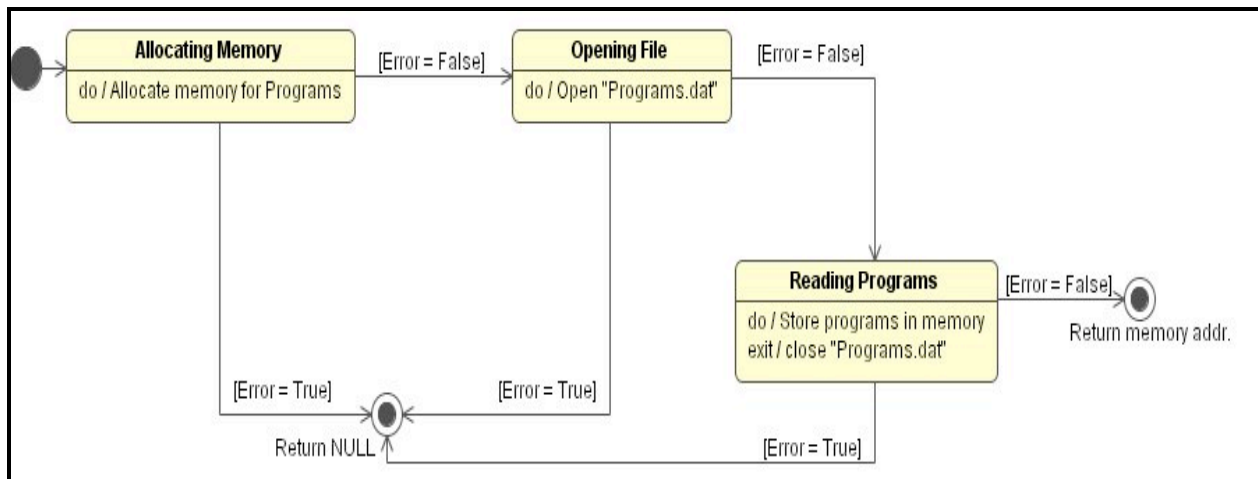 Allocating Memory
do / Allocate memory for Programs
[Error = False]
Opening File
do / Open "Programs.dat"
[Error = False]
Reading Programs
do / Store programs in memory
exit / close "Programs.dat"
[Error = False]
Return memory addr.
[Error = True]
[Error = True]
Return NULL
[Error = True]